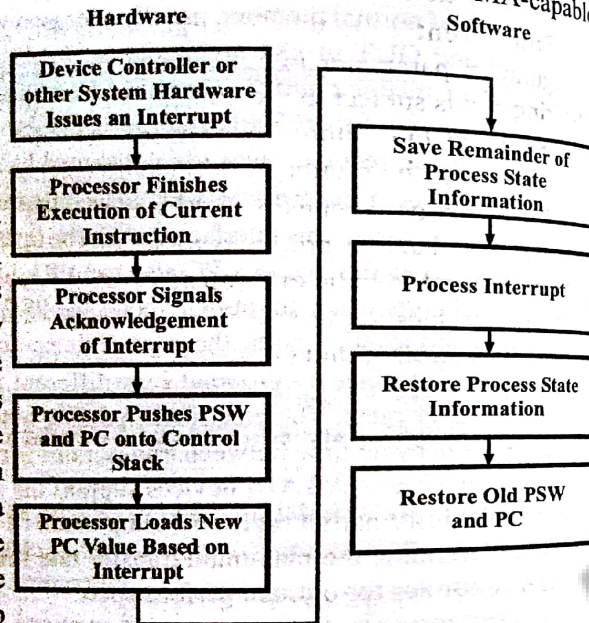 Hardware
Device Controller or
other System Hardware
Issues an Interrupt
Processor Finishes
Execution of Current
Instruction
Processor Signals
Acknowledgement
of Interrupt
Processor Pushes PSW
and PC onto Control
Stack
Processor Loads New
PC Value Based on
Interrupt
Software
Save Remainder of
Process State
Information
Process Interrupt
Restore Process State
Information
Restore Old PSW
and PC